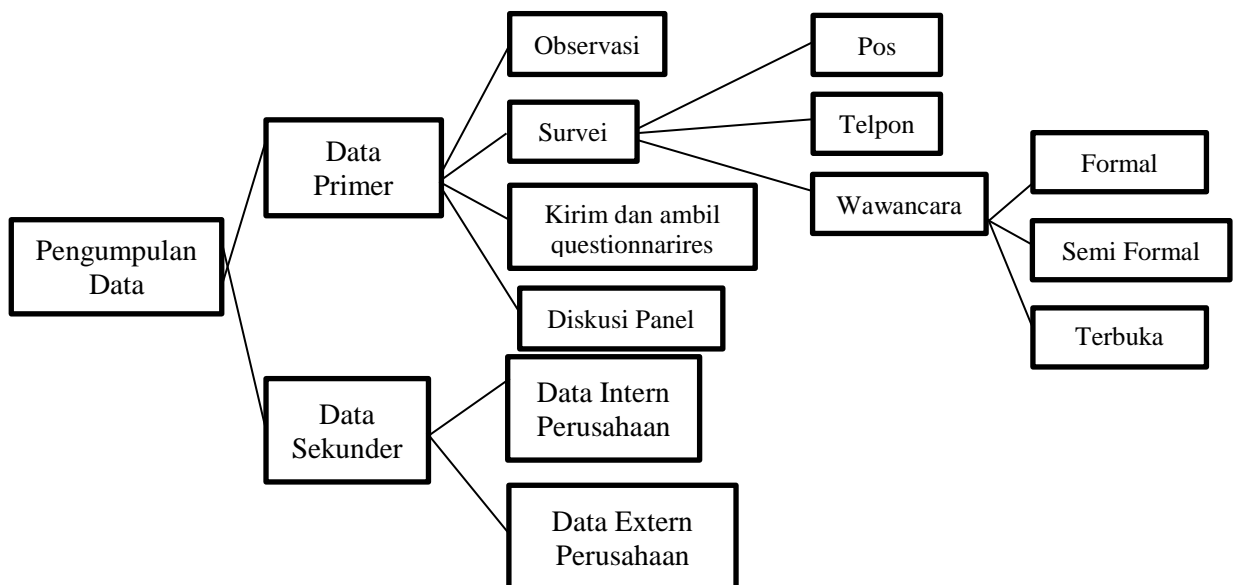 Observasi
Pos
Survei
Telpon
Data
Primer
Formal
Wawancara
Kirim dan ambil
questionnarires
Pengumpulan
Data
Semi Formal
Diskusi Panel
Terbuka
Data Intern
Perusahaan
Data
Sekunder
Data Extern
Perusahaan